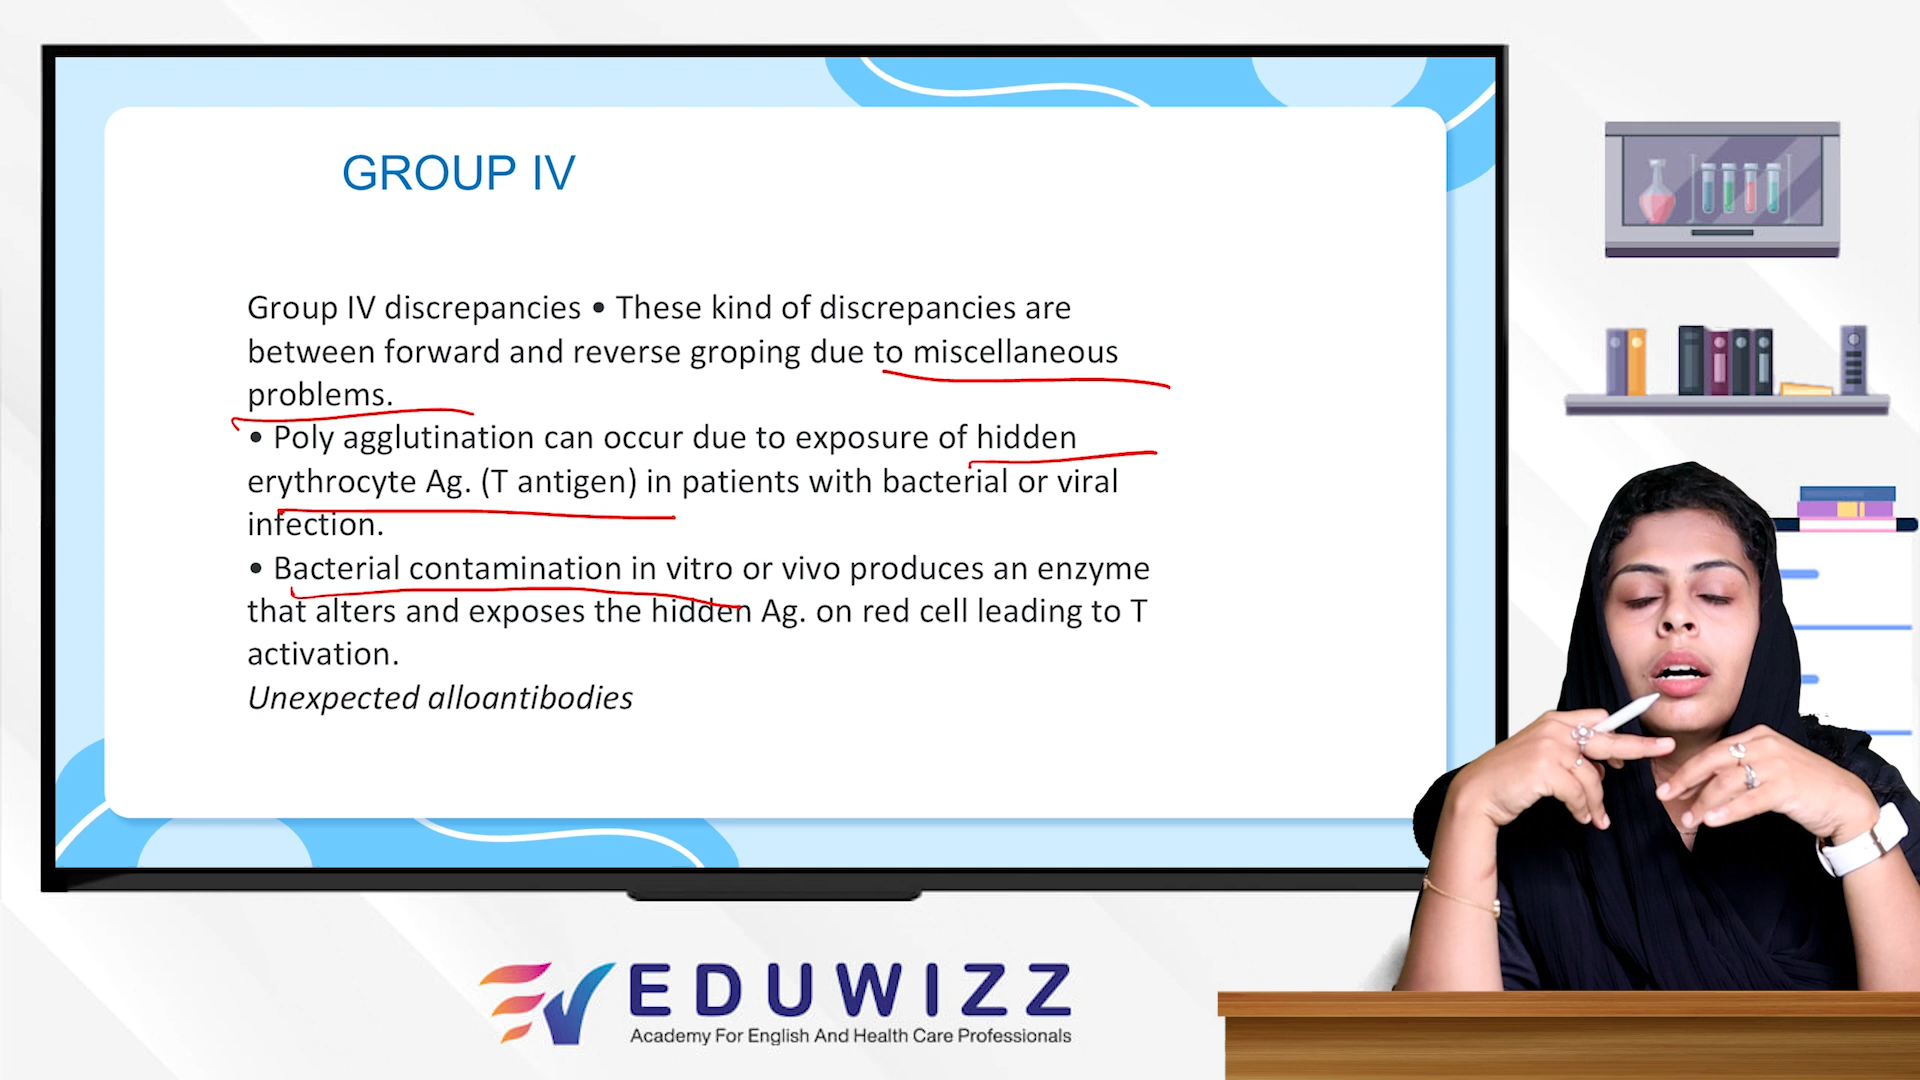 GROUP IV
Group IV discrepancies • These kind of discrepancies are
between forward and reverse groping due to miscellaneous
problems.
• Poly agglutination can occur due to exposure of hidden
erythrocyte Ag. (T antigen) in patients with bacterial or viral
infection.
• Bacterial contamination in vitro or vivo produces an enzyme
that alters and exposes the hidden Ag. on red cell leading to T
activation.
Unexpected alloantibodies
EDUWIZZ
Academy For English And Health Care Professionals